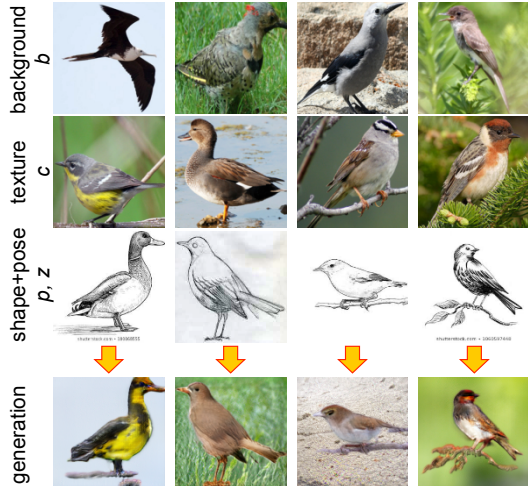 background
b
texture
c
shape+pose
p, z
generation